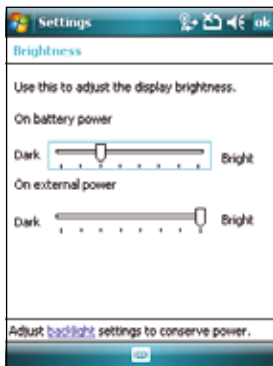 Settings
ok
Brightness
Use this to adjust the display brightness.
On battery power
Dark Bright
On external power
Dark Bright
Adjust backlight settings to conserve power.